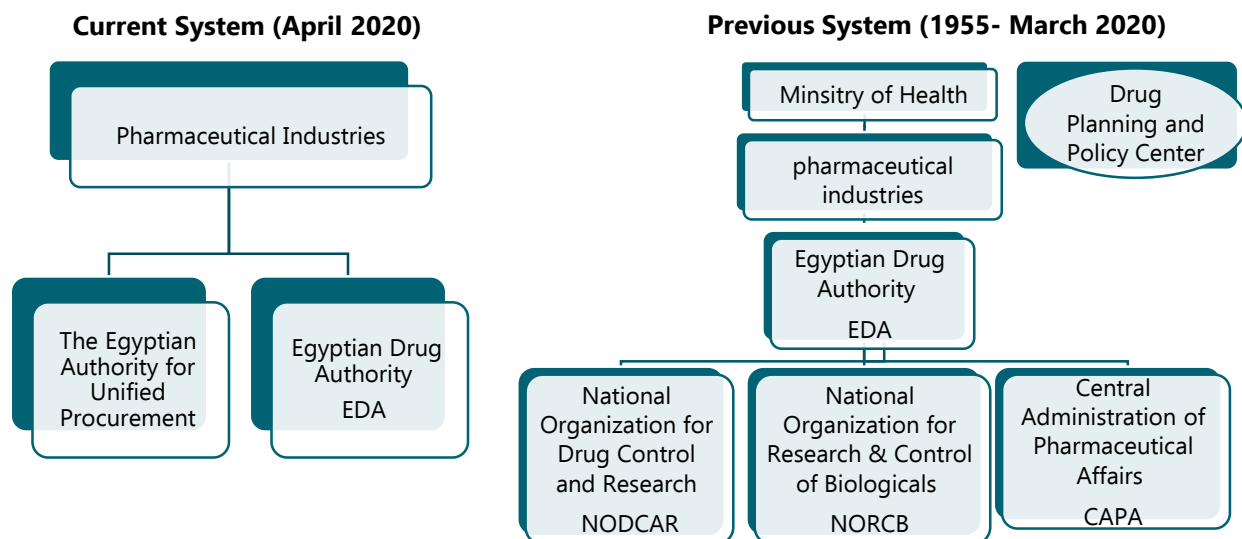 Current System (April 2020)
Pharmaceutical Industries
The Egyptian
Authority for
Unified
Procurement
Egyptian Drug
Authority
EDA
Previous System (1955- March 2020)
Minsitry of Health
Drug
Planning and
Policy Center
pharmaceutical
industries
Egyptian Drug
Authority
EDA
National
Organization for
Drug Control
and Research
NODCAR
National
Organization for
Research & Control
of Biologicals
NORCB
Central
Administration of
Pharmaceutical
Affairs
CAPA